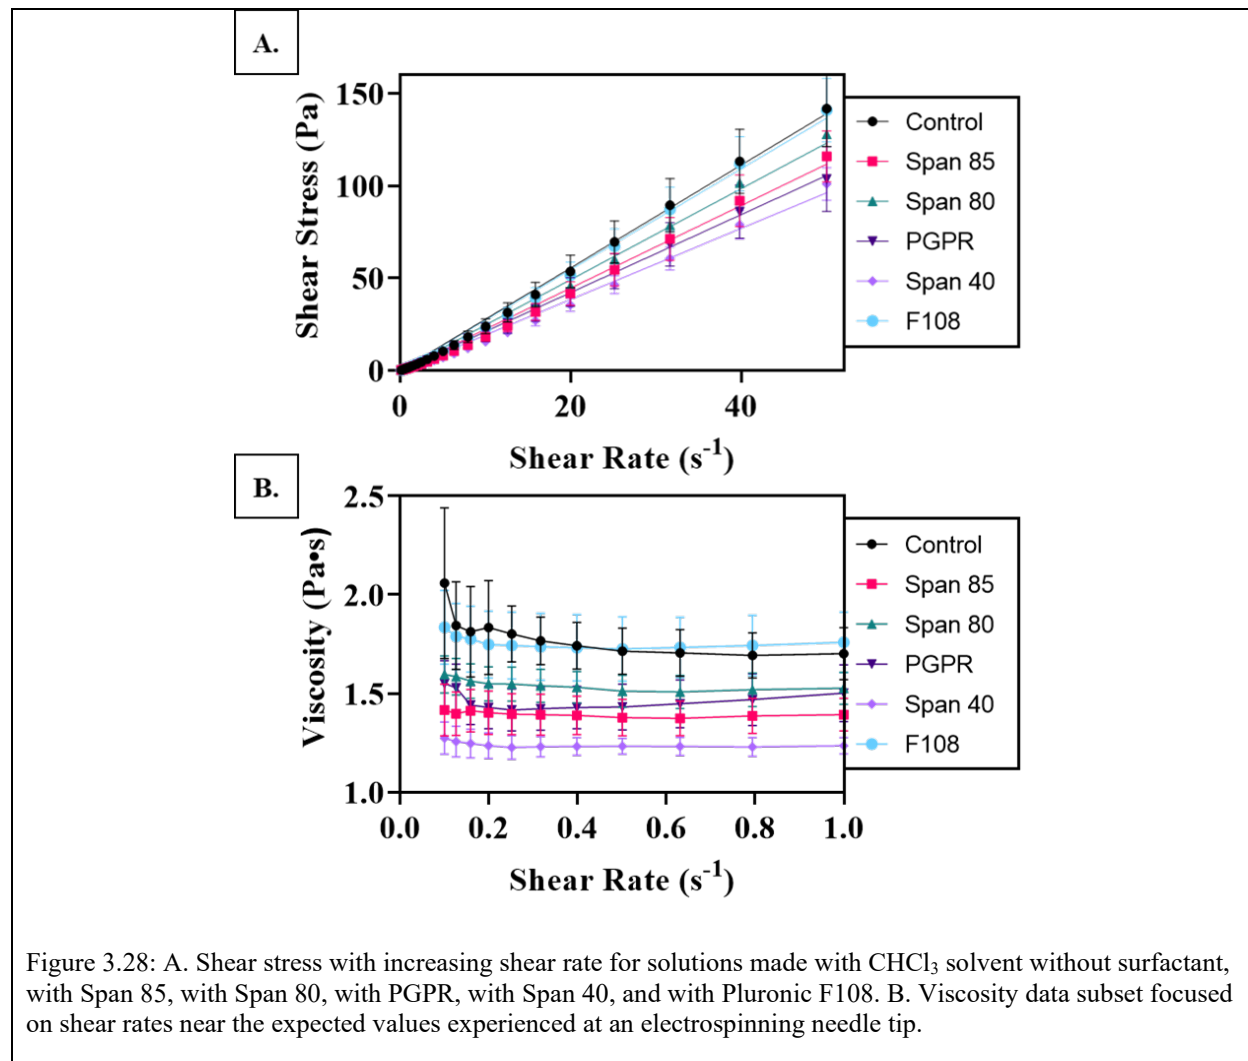 A.
Shear Stress (Pa)
150
100
50
0
0 20 40
Shear Rate (s⁻¹)
Control
Span 85
Span 80
PGPR
Span 40
F108
B.
Viscosity (Pa•s)
2.5
2.0
1.5
1.0
0.0 0.2 0.4 0.6 0.8 1.0
Shear Rate (s⁻¹)
Control
Span 85
Span 80
PGPR
Span 40
F108
Figure 3.28: A. Shear stress with increasing shear rate for solutions made with CHCl₃ solvent without surfactant,
with Span 85, with Span 80, with PGPR, with Span 40, and with Pluronic F108. B. Viscosity data subset focused
on shear rates near the expected values experienced at an electrospinning needle tip.